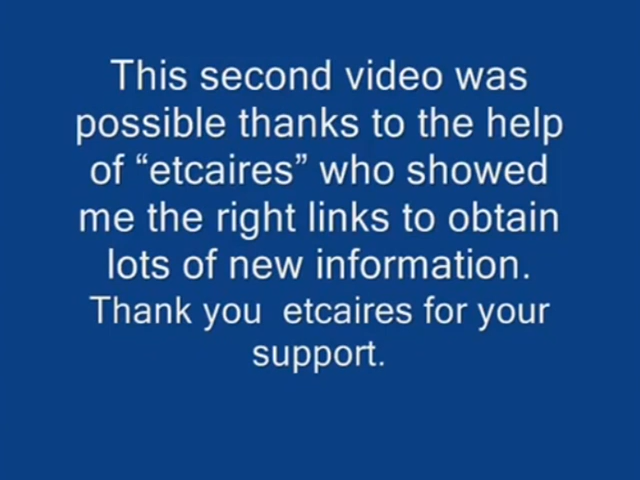 This second video was
possible thanks to the help
of “etcaires” who showed
me the right links to obtain
lots of new information.
Thank you  etcaires for your
support.